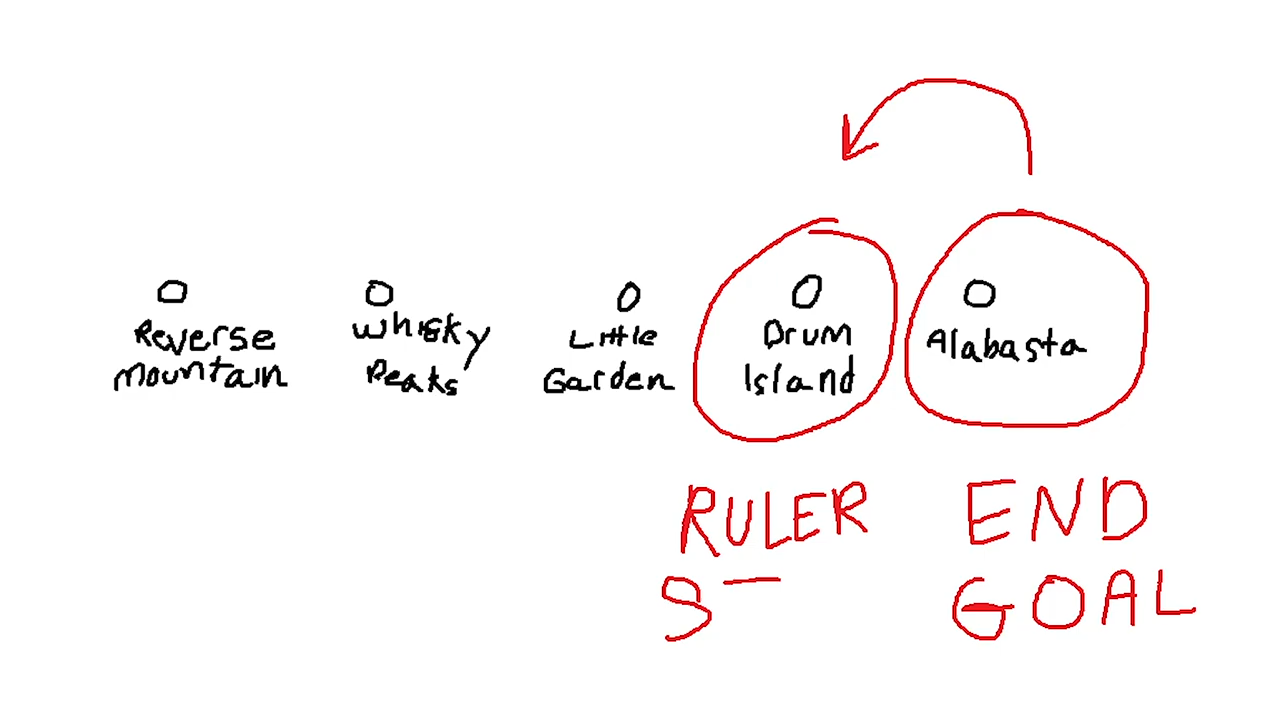 Reverse
Mountain
Whisky
Peaks
Little
Garden
Drum
Island
Alabasta
RULER
S
END
GOAL